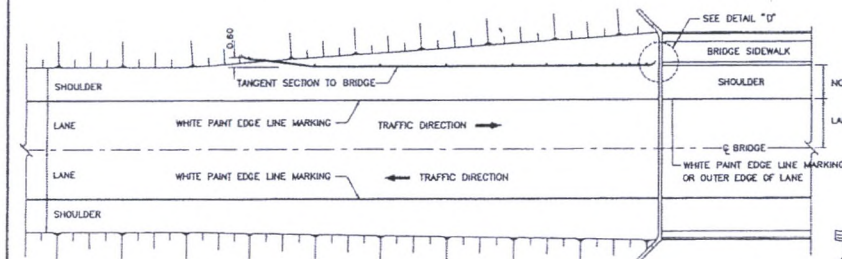 0.60
SEE DETAIL "D"
BRIDGE SIDEWALK
TANGENT SECTION TO BRIDGE
SHOULDER
SHOULDER
NO
LANE
WHITE PAINT EDGE LINE MARKING
TRAFFIC DIRECTION
LA
℄ BRIDGE
LANE
WHITE PAINT EDGE LINE MARKING
TRAFFIC DIRECTION
WHITE PAINT EDGE LINE MARKING
OR OUTER EDGE OF LANE
SHOULDER